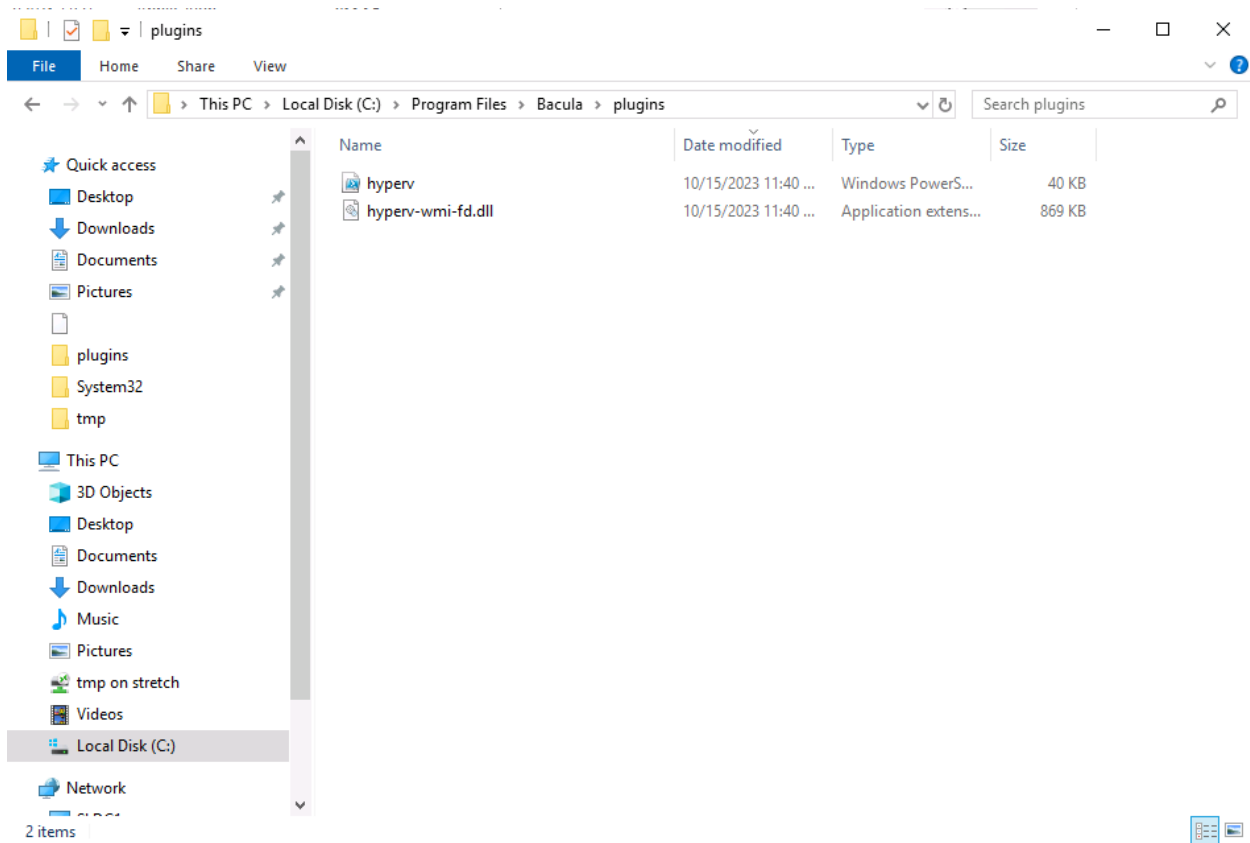 plugins
File Home Share View
This PC > Local Disk (C:) > Program Files > Bacula > plugins Search plugins
Name Date modified Type Size
Quick access
hyperv 10/15/2023 11:40 ... Windows PowerS... 40 KB
Desktop
hyperv-wmi-fd.dll 10/15/2023 11:40 ... Application extens... 869 KB
Downloads
Documents
Pictures
plugins
System32
tmp
This PC
3D Objects
Desktop
Documents
Downloads
Music
Pictures
tmp on stretch
Videos
Local Disk (C:)
Network
2 items